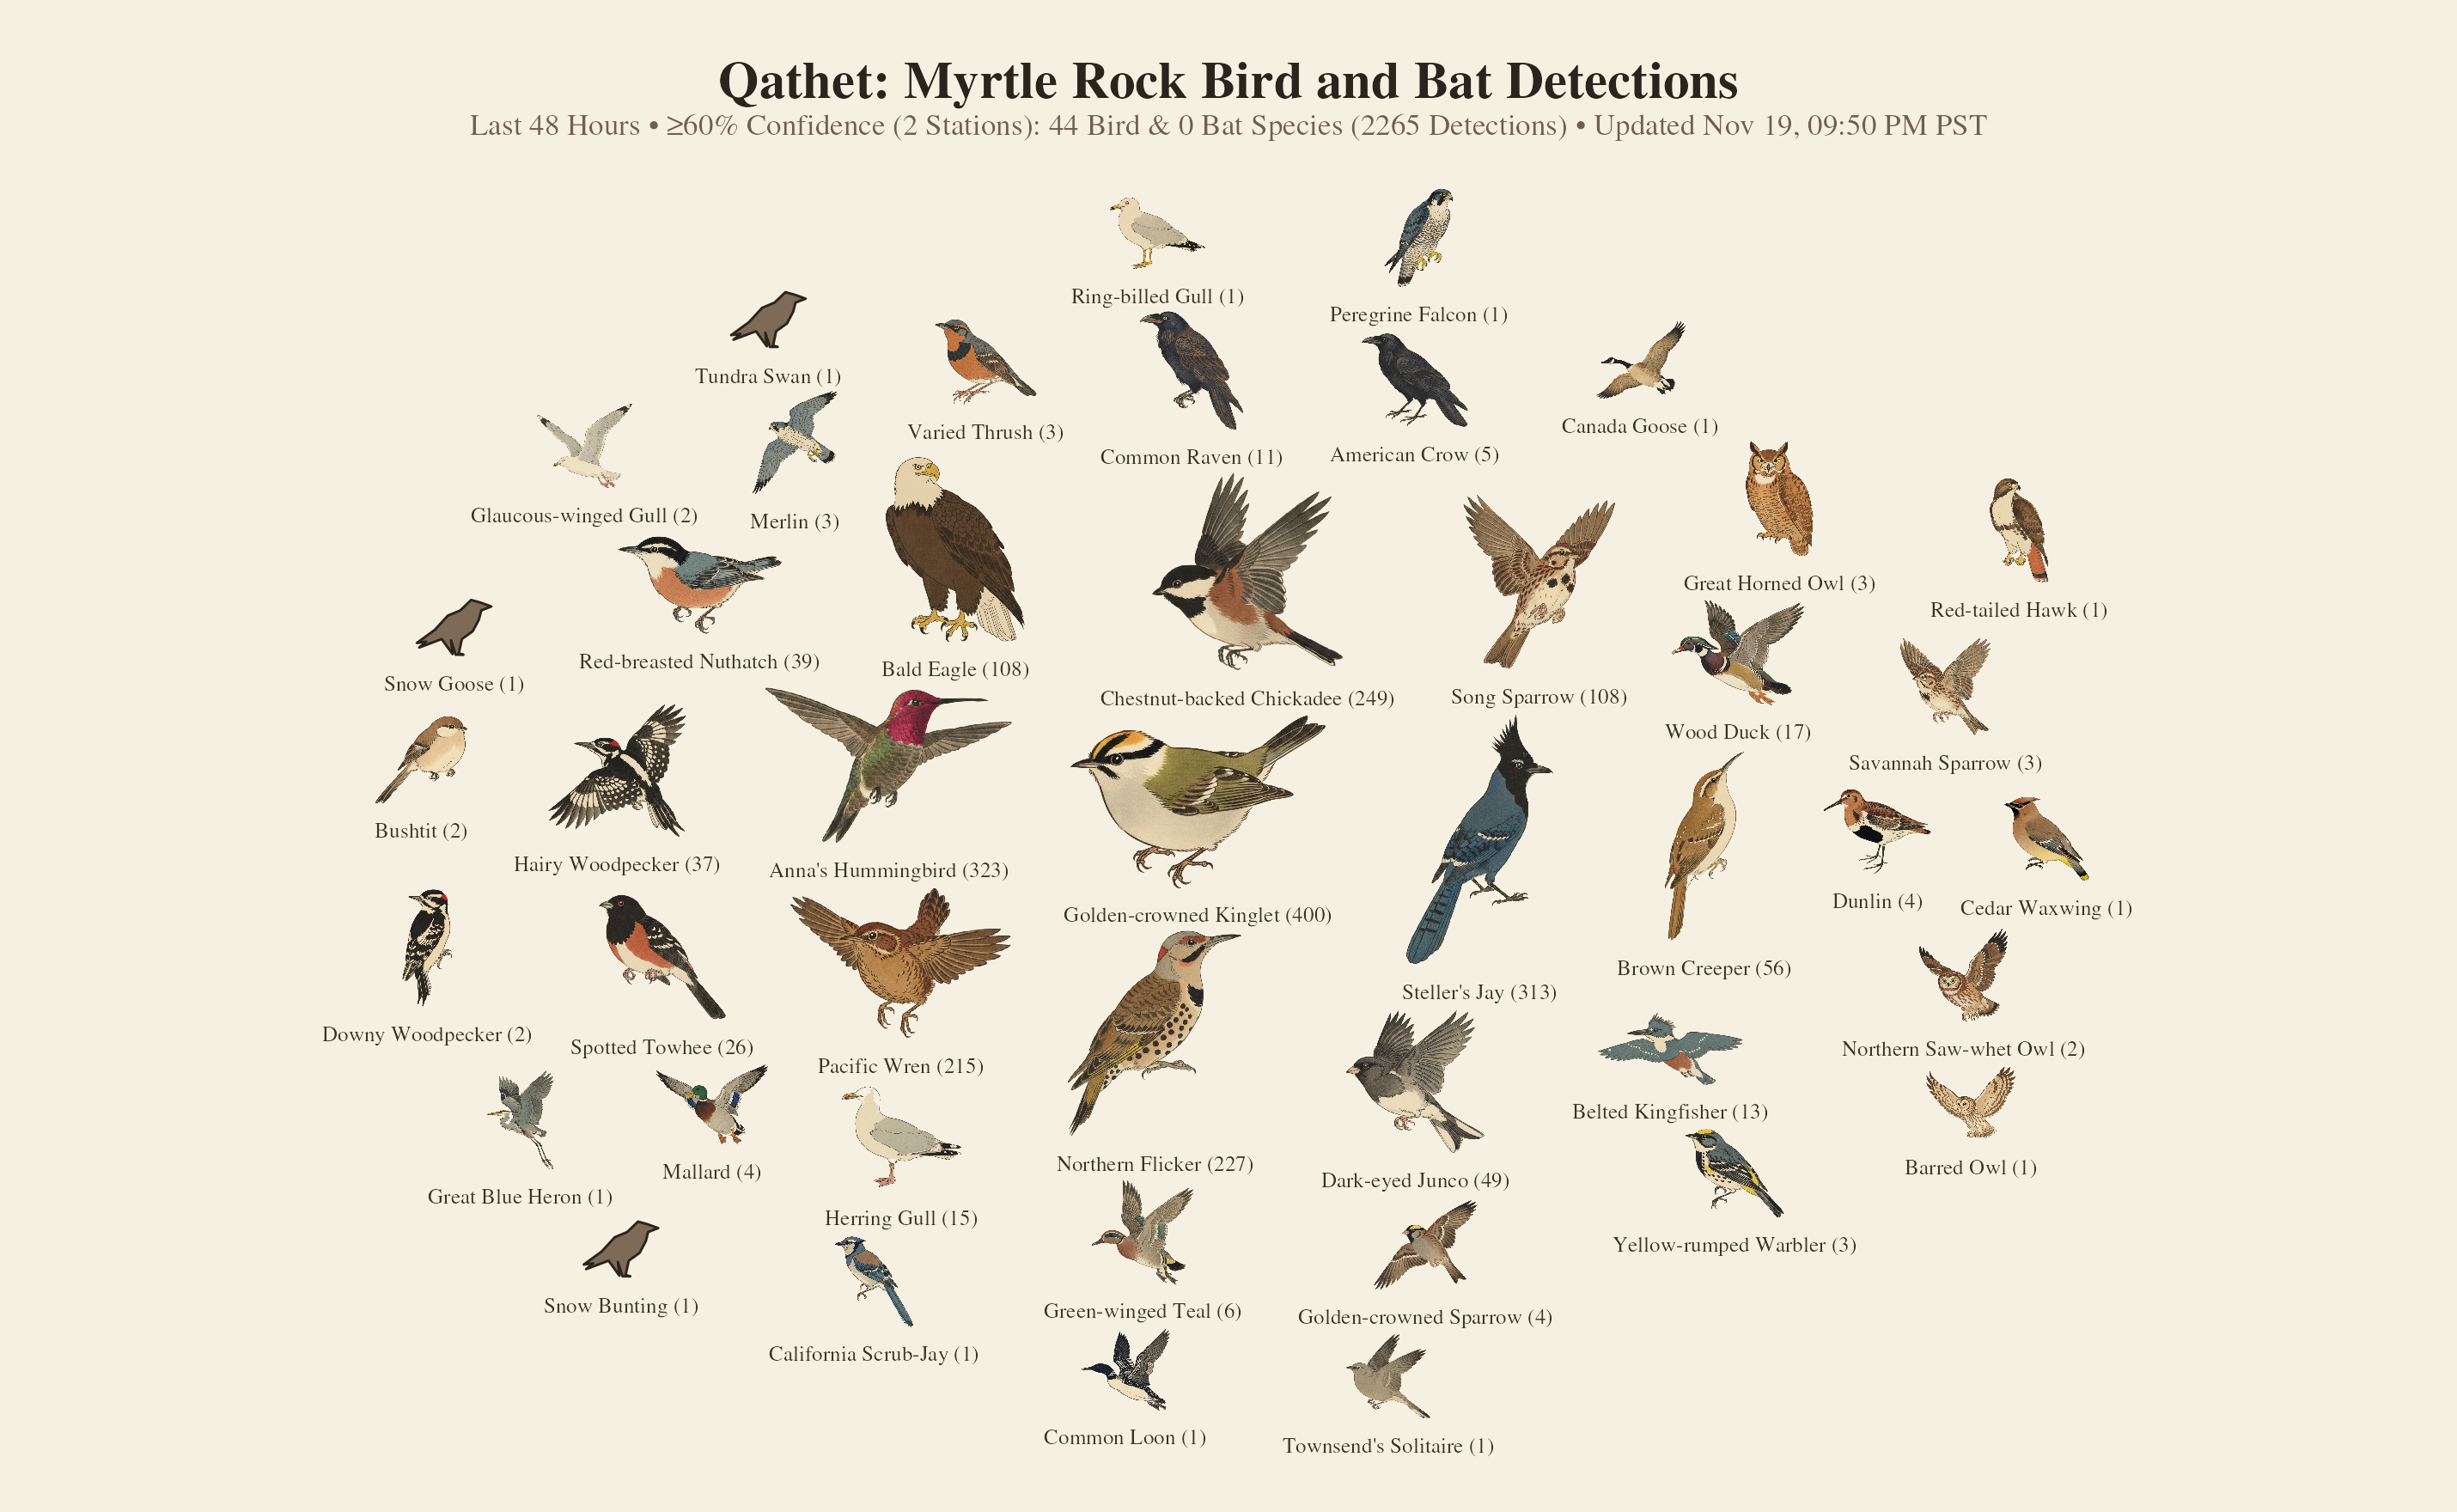 Qathet: Myrtle Rock Bird and Bat Detections
Last 48 Hours • ≥60% Confidence (2 Stations): 44 Bird & 0 Bat Species (2265 Detections) • Updated Nov 19, 09:50 PM PST
Ring-billed Gull (1)
Peregrine Falcon (1)
Tundra Swan (1)
Varied Thrush (3)
Common Raven (11)
American Crow (5)
Canada Goose (1)
Glaucous-winged Gull (2)
Merlin (3)
Great Horned Owl (3)
Red-tailed Hawk (1)
Red-breasted Nuthatch (39)
Bald Eagle (108)
Chestnut-backed Chickadee (249)
Song Sparrow (108)
Snow Goose (1)
Wood Duck (17)
Savannah Sparrow (3)
Bushtit (2)
Hairy Woodpecker (37)
Anna's Hummingbird (323)
Golden-crowned Kinglet (400)
Steller's Jay (313)
Brown Creeper (56)
Dunlin (4)
Cedar Waxwing (1)
Downy Woodpecker (2)
Spotted Towhee (26)
Pacific Wren (215)
Northern Saw-whet Owl (2)
Belted Kingfisher (13)
Great Blue Heron (1)
Mallard (4)
Herring Gull (15)
Northern Flicker (227)
Dark-eyed Junco (49)
Barred Owl (1)
Yellow-rumped Warbler (3)
Snow Bunting (1)
California Scrub-Jay (1)
Green-winged Teal (6)
Golden-crowned Sparrow (4)
Common Loon (1)
Townsend's Solitaire (1)